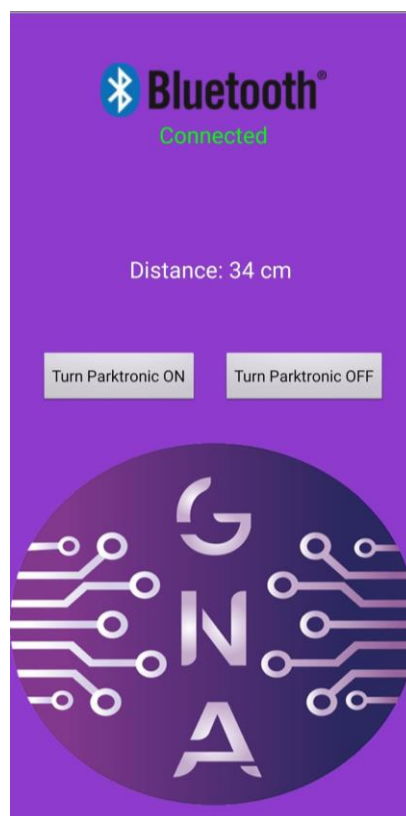 Bluetooth®
Connected
Distance: 34 cm
Turn Parktronic ON
Turn Parktronic OFF
G
N
A